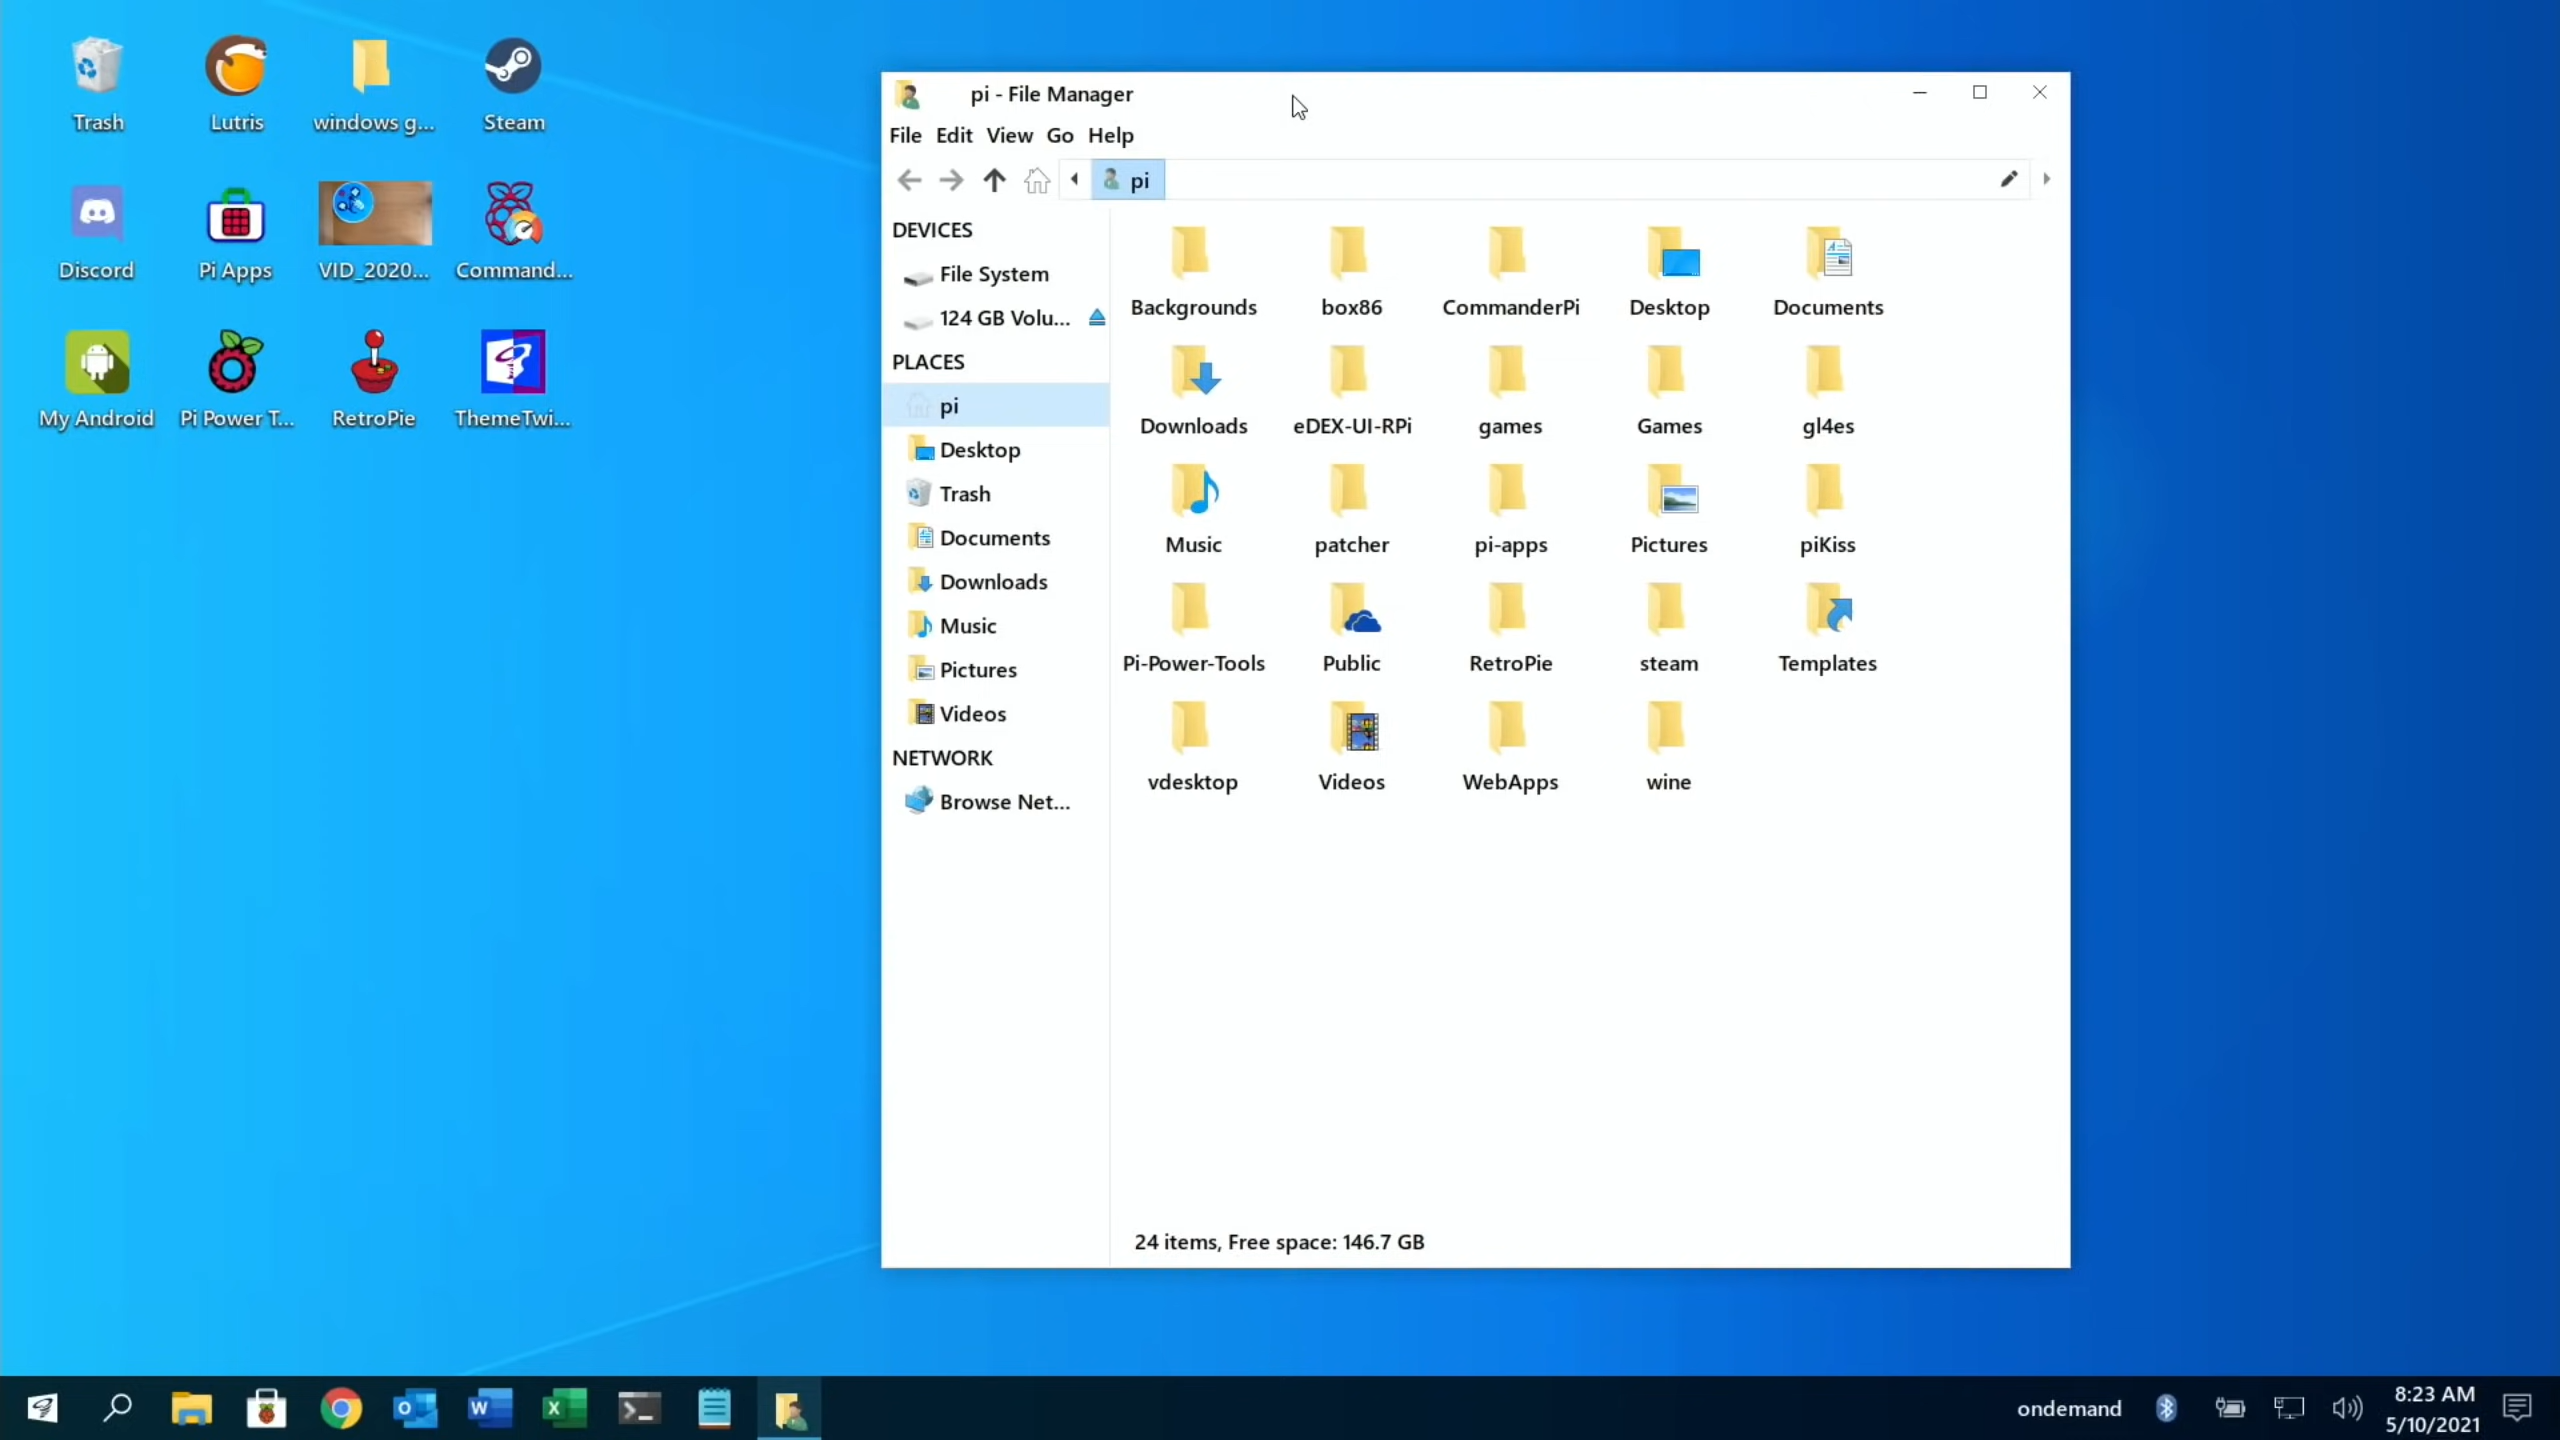 Trash
Lutris
windows g...
Steam
Discord
Pi Apps
VID_2020...
Command...
My Android
Pi Power T...
RetroPie
ThemeTwi...
pi - File Manager
File Edit View Go Help
pi
DEVICES
File System
124 GB Volu...
PLACES
pi
Desktop
Trash
Documents
Downloads
Music
Pictures
Videos
NETWORK
Browse Net...
Backgrounds
box86
CommanderPi
Desktop
Documents
Downloads
eDEX-UI-RPi
games
Games
gl4es
Music
patcher
pi-apps
Pictures
piKiss
Pi-Power-Tools
Public
RetroPie
steam
Templates
vdesktop
Videos
WebApps
wine
24 items, Free space: 146.7 GB
ondemand
8:23 AM
5/10/2021